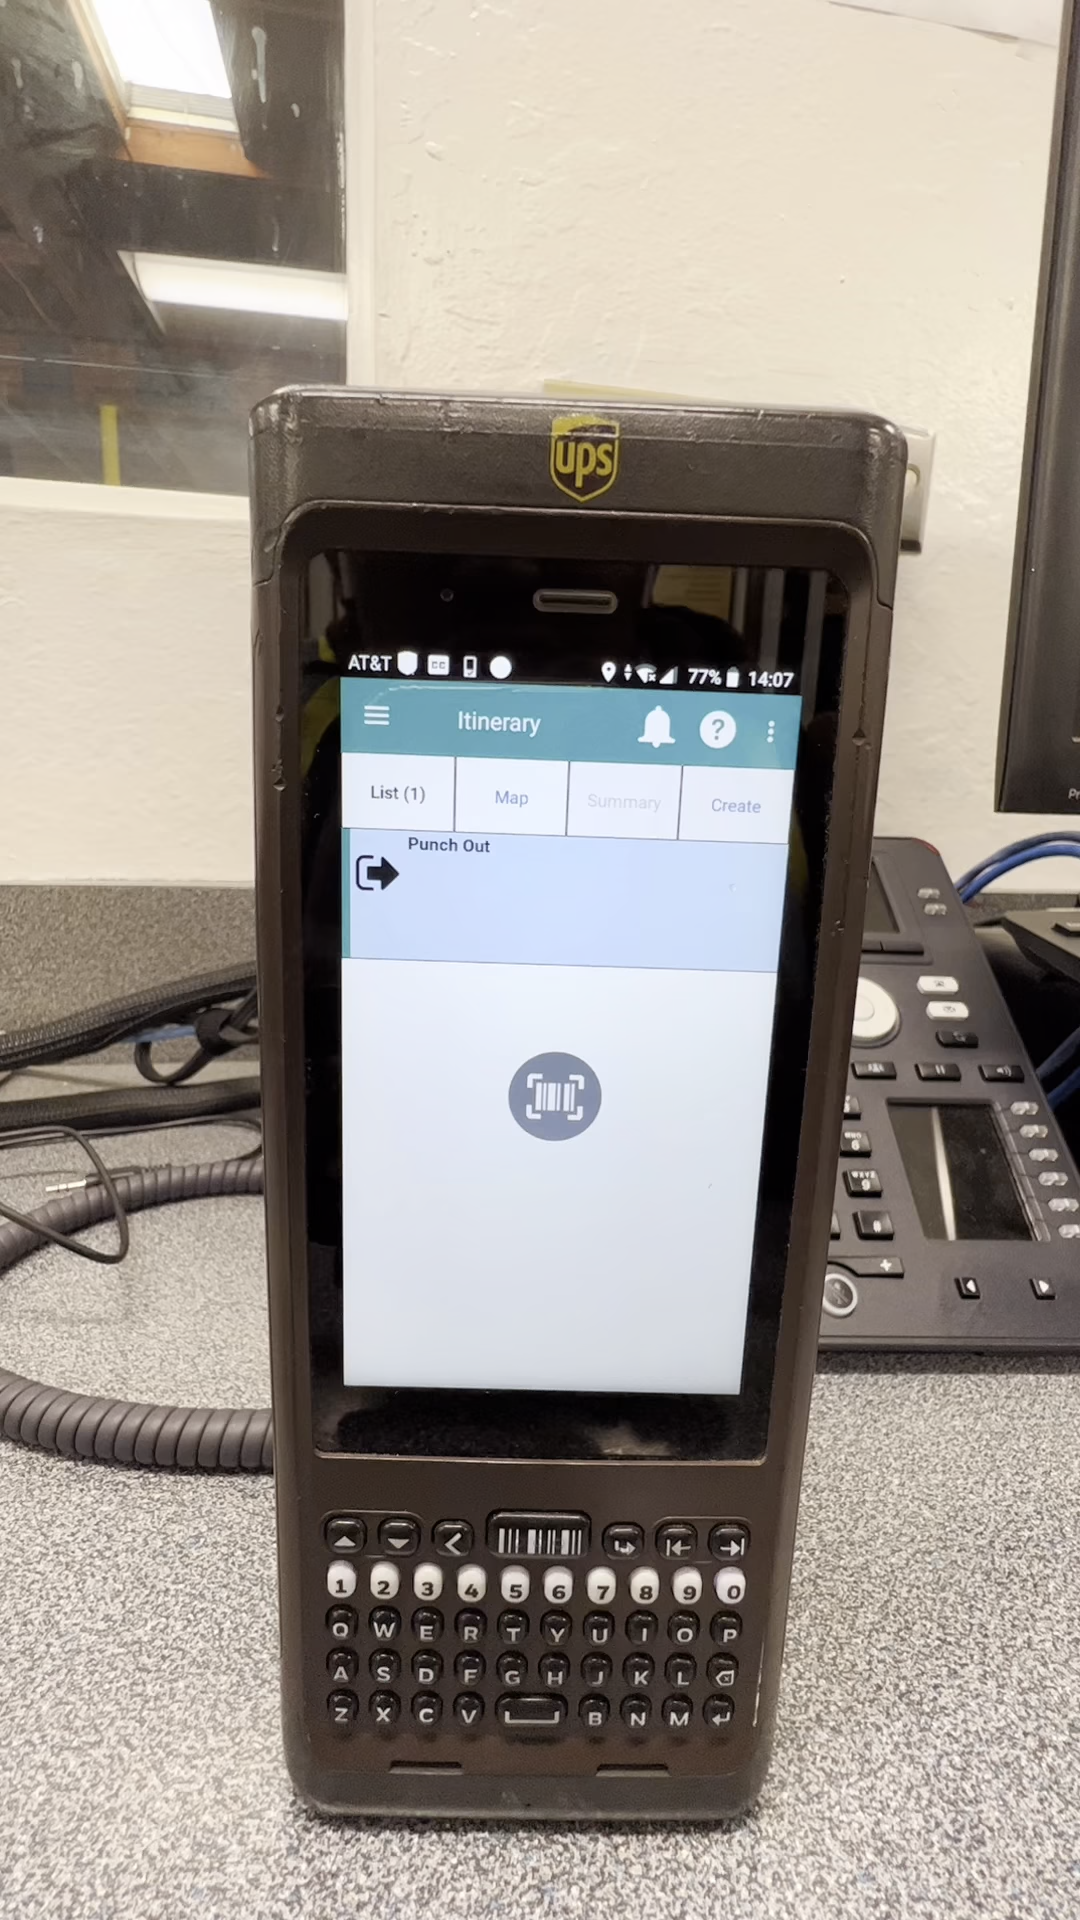 ups
AT&T CC 77% 14:07
Itinerary ?
List (1) Map Summary Create
Punch Out
1 2 3 4 5 6 7 8 9 0
Q W E R T Y U I O P
A S D F G H J K L
Z X C V B N M